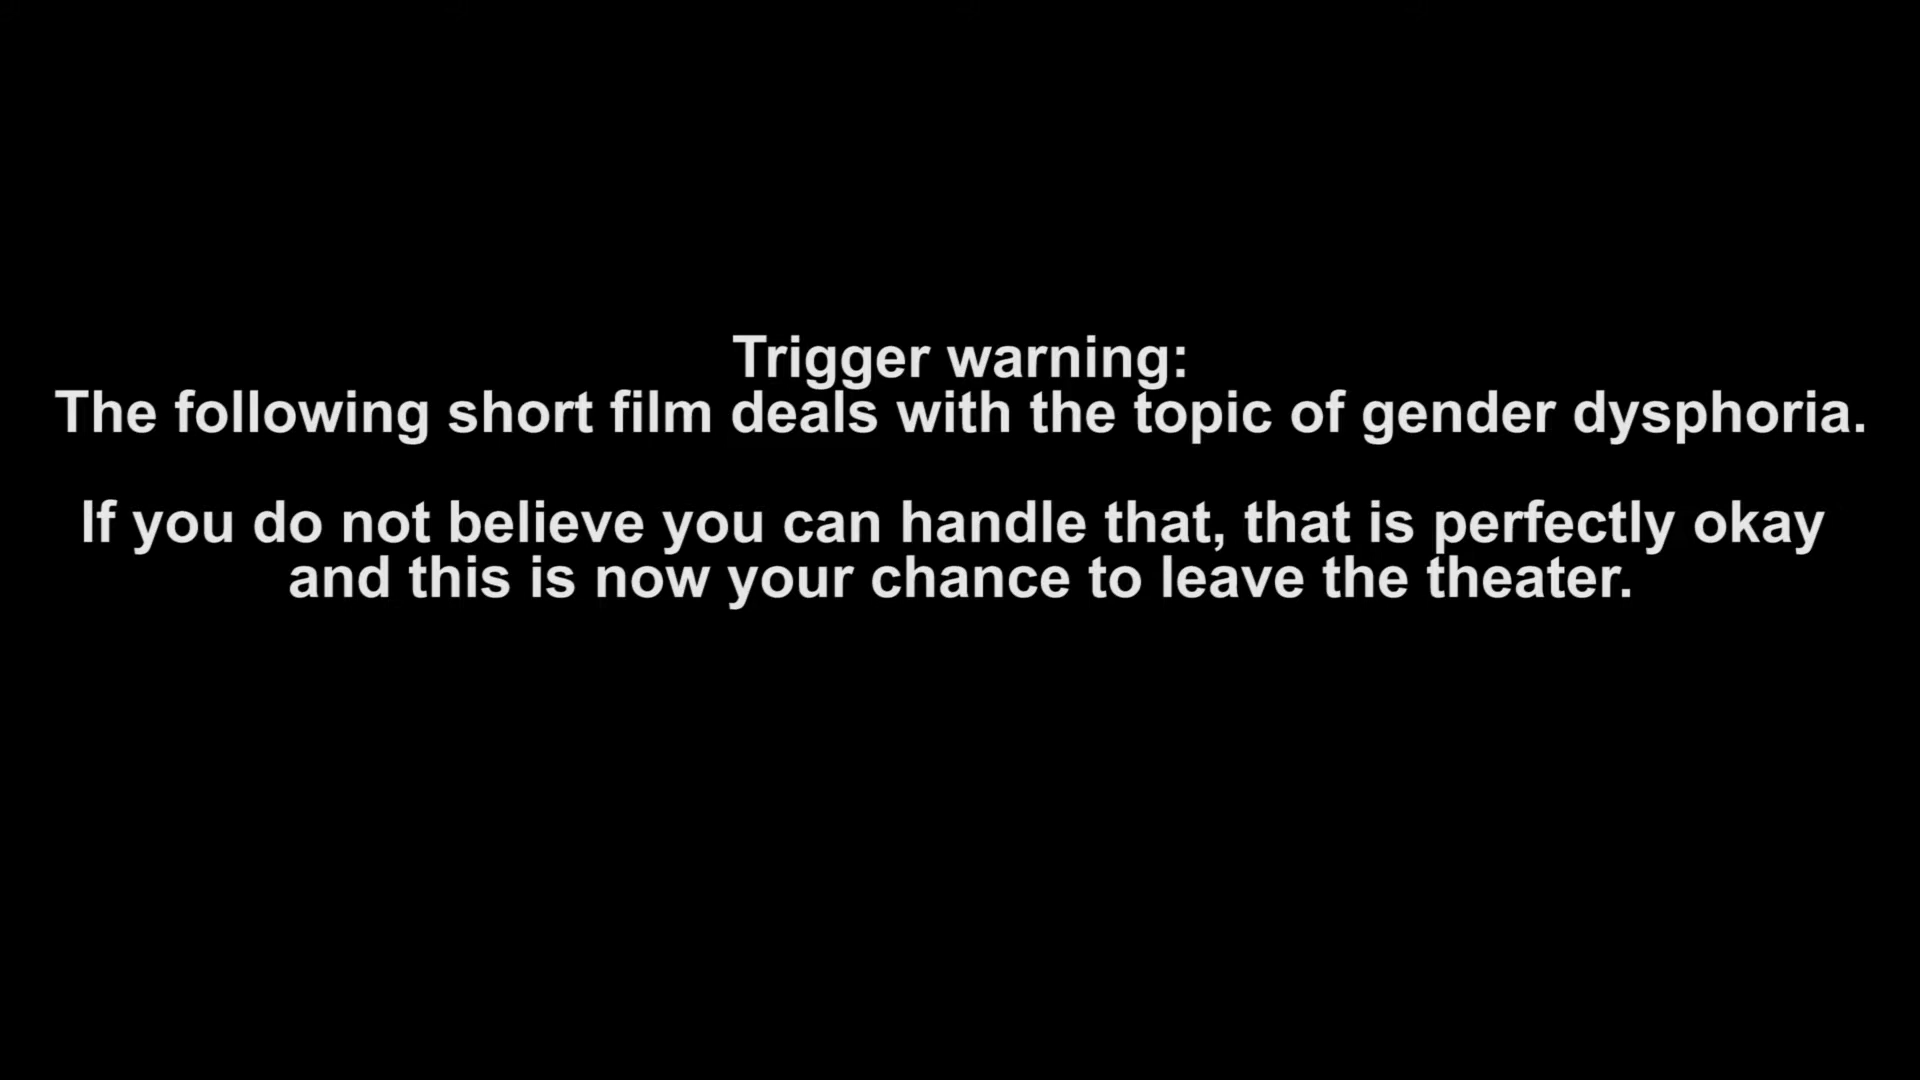 Trigger warning:
The following short film deals with the topic of gender dysphoria.
If you do not believe you can handle that, that is perfectly okay
and this is now your chance to leave the theater.